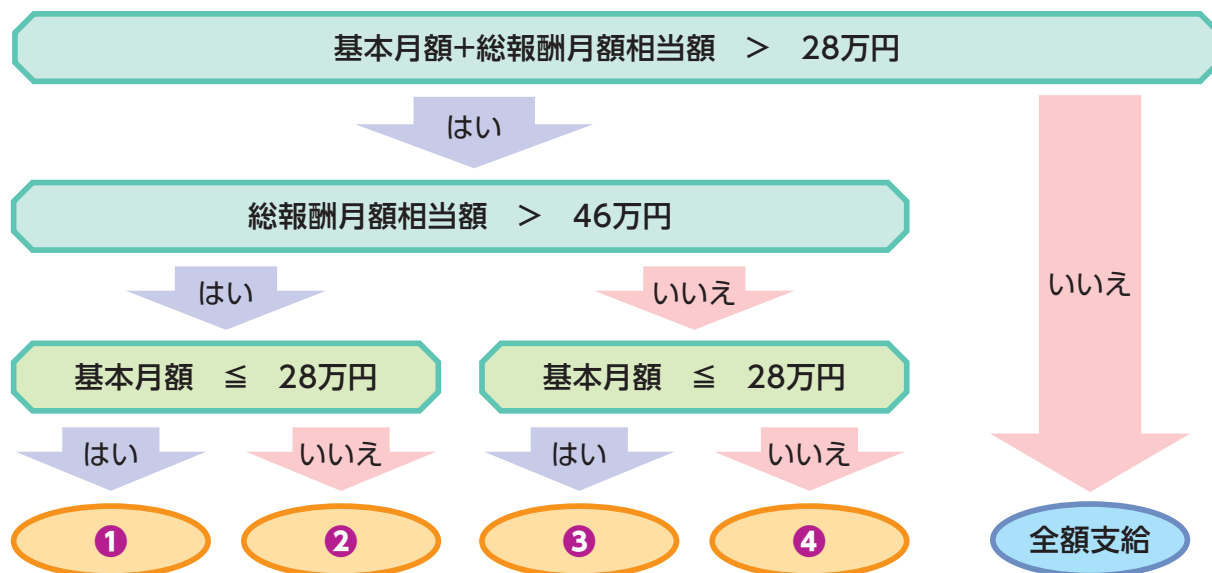 基本月額+総報酬月額相当額 > 28万円
はい
総報酬月額相当額 > 46万円
はい
いいえ
いいえ
基本月額 ≦ 28万円
基本月額 ≦ 28万円
はい
いいえ
はい
いいえ
❶
❷
❸
❹
全額支給